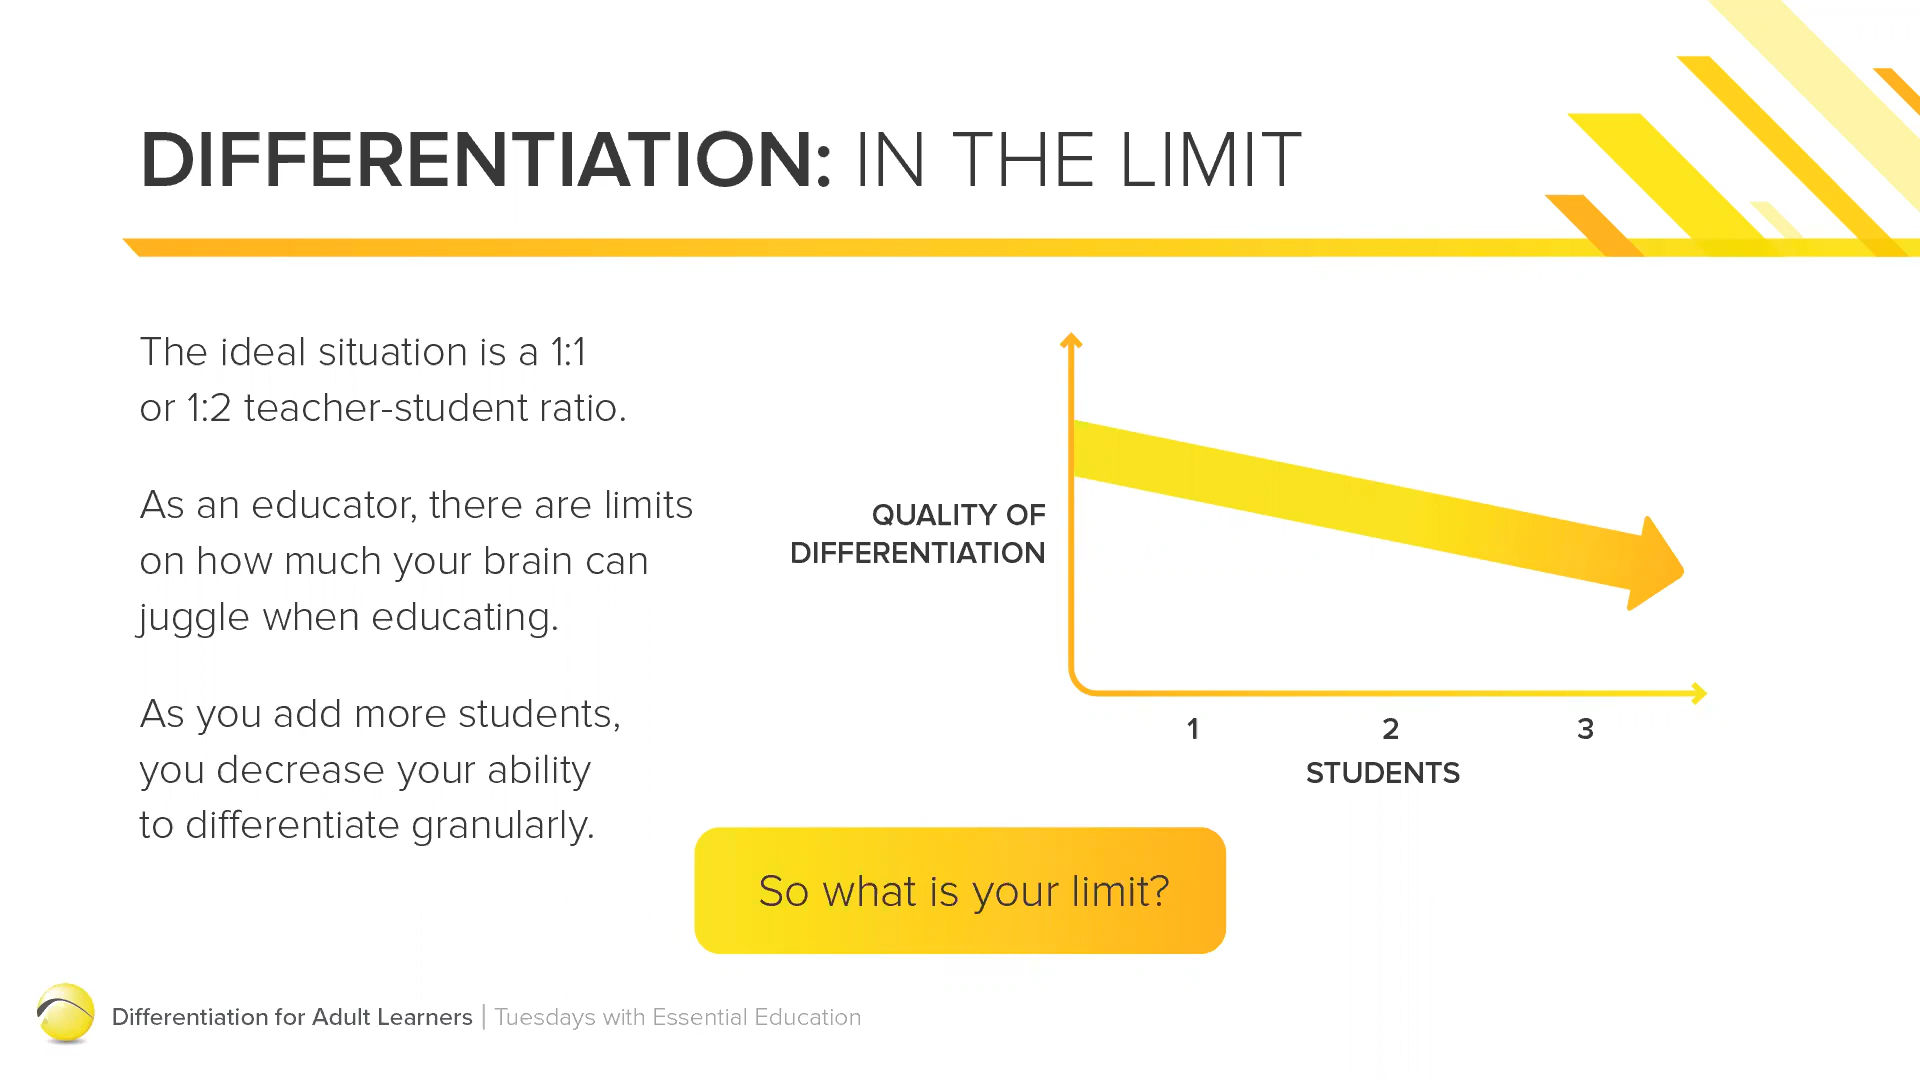 DIFFERENTIATION: IN THE LIMIT
The ideal situation is a 1:1
or 1:2 teacher-student ratio.
As an educator, there are limits
on how much your brain can
juggle when educating.
As you add more students,
you decrease your ability
to differentiate granularly.
QUALITY OF
DIFFERENTIATION
1 2 3
STUDENTS
So what is your limit?
Differentiation for Adult Learners | Tuesdays with Essential Education